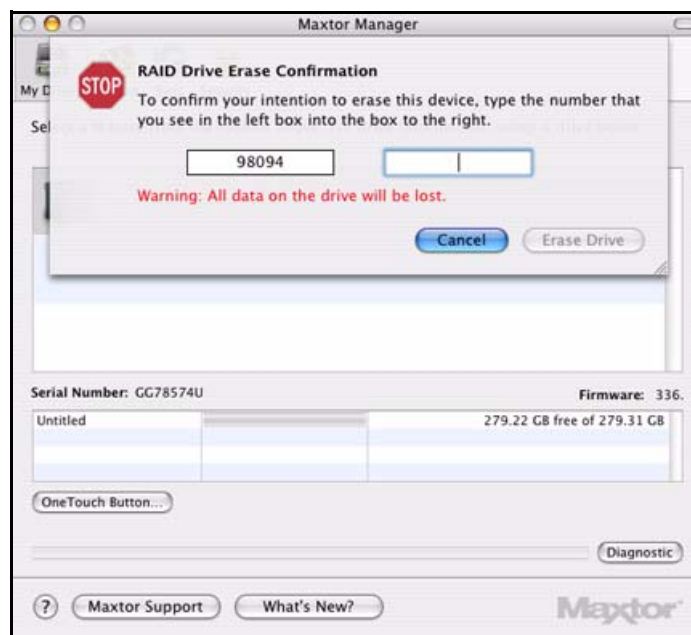 Maxtor Manager
My D
STOP
RAID Drive Erase Confirmation
To confirm your intention to erase this device, type the number that
you see in the left box into the box to the right.
Sel
98094
Warning: All data on the drive will be lost.
Cancel
Erase Drive
Serial Number: GG78574U
Firmware: 336.
Untitled
279.22 GB free of 279.31 GB
OneTouch Button...
Diagnostic
? Maxtor Support What's New? Maxtor